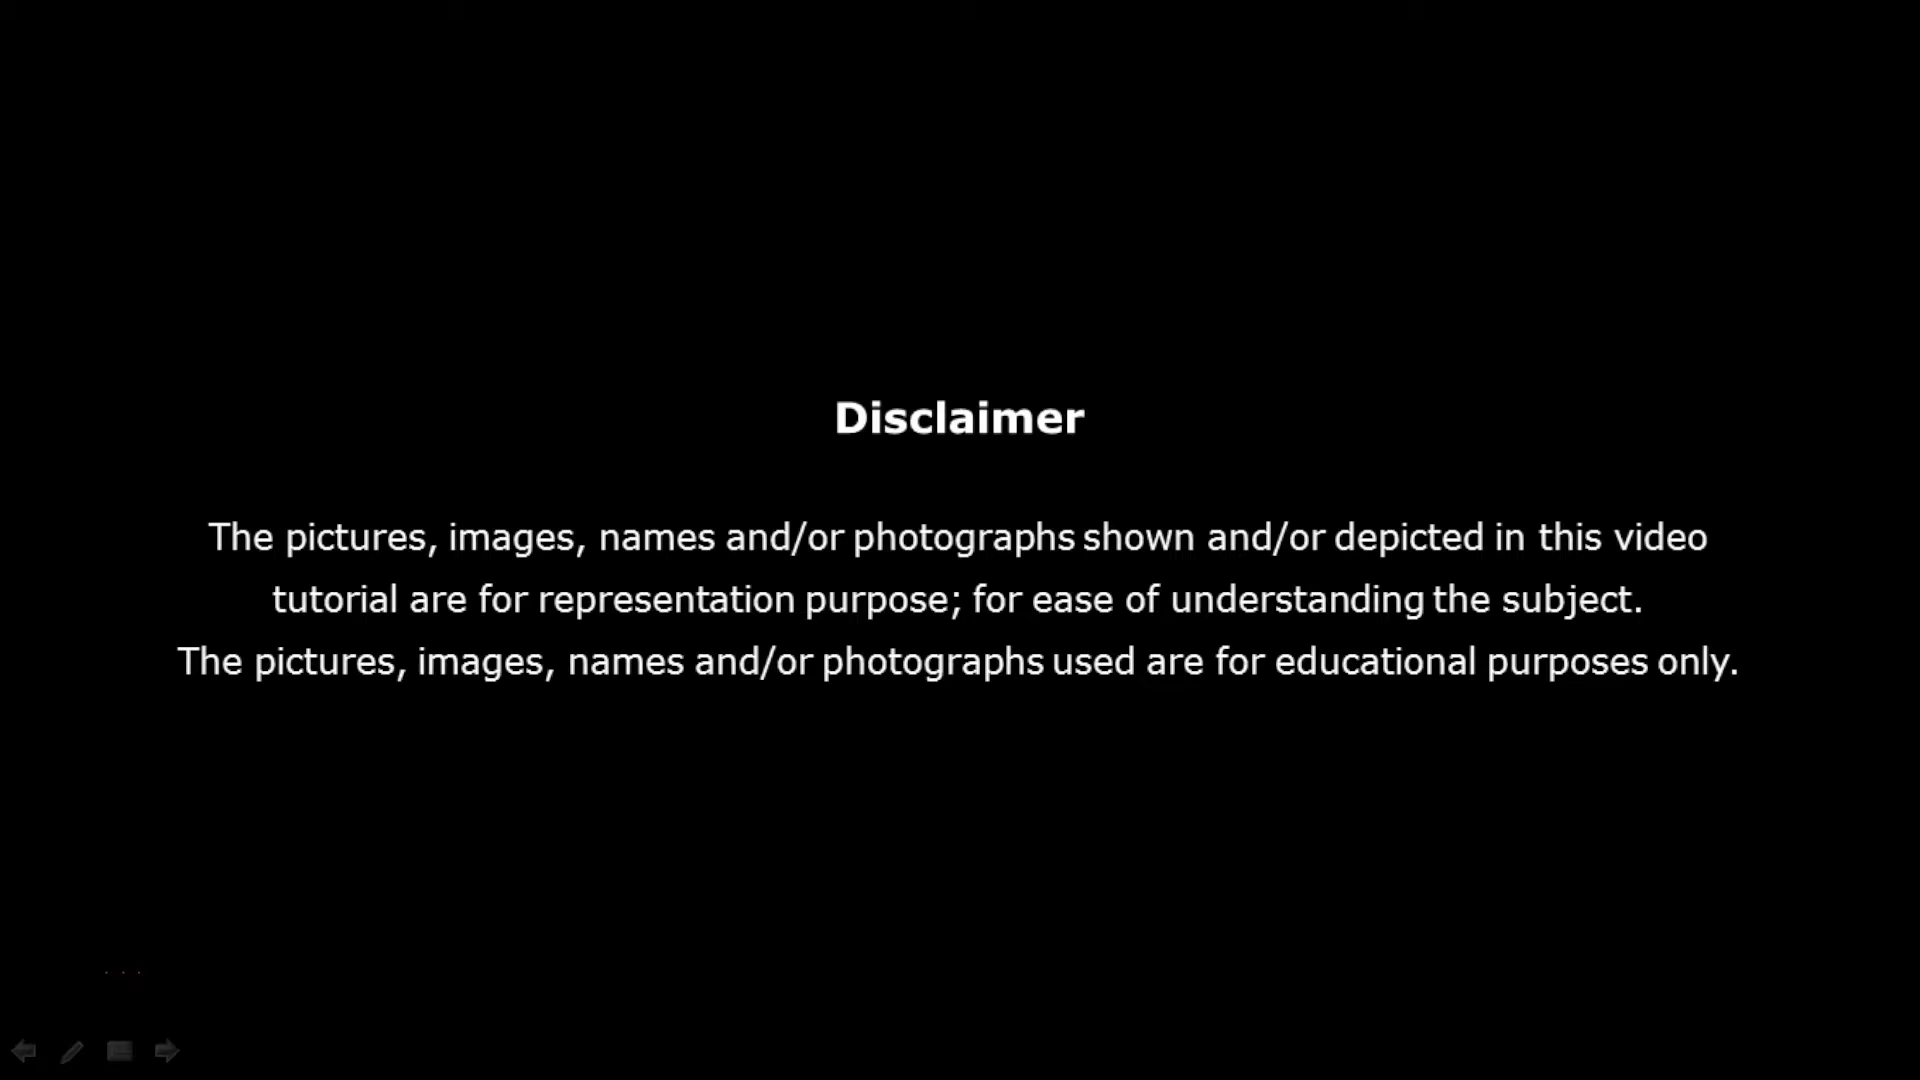 Disclaimer
The pictures, images, names and/or photographs shown and/or depicted in this video
tutorial are for representation purpose; for ease of understanding the subject.
The pictures, images, names and/or photographs used are for educational purposes only.